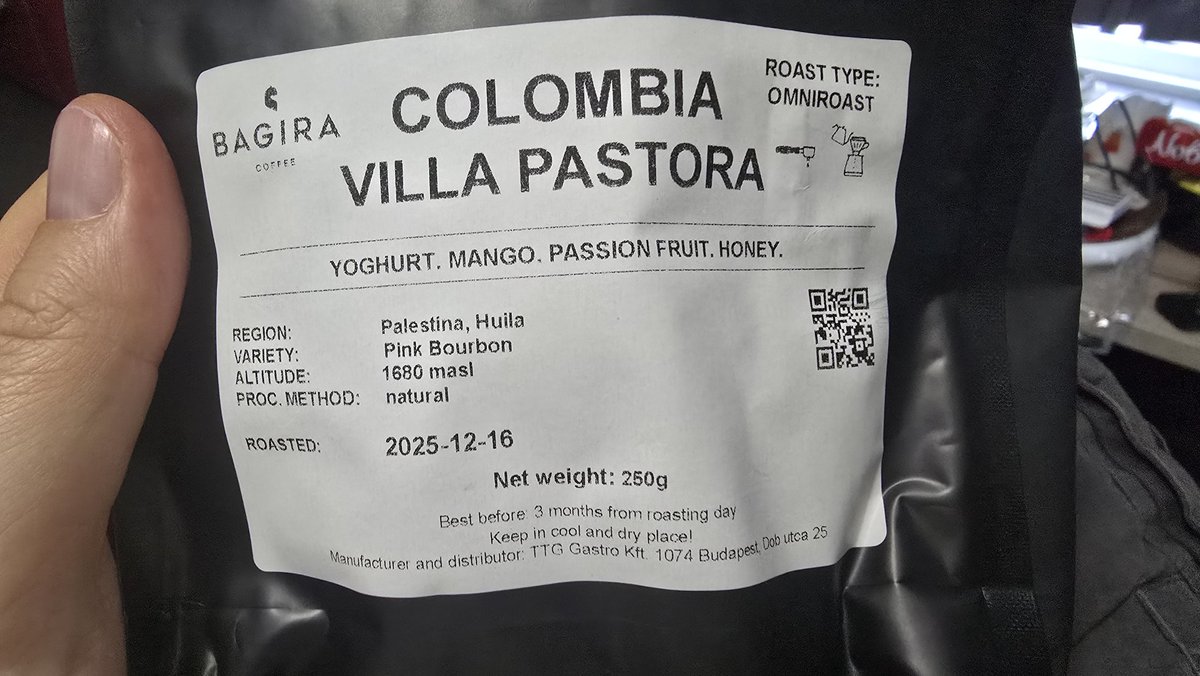 BAGIRA
COFFEE
COLOMBIA
VILLA PASTORA
ROAST TYPE:
OMNIROAST
YOGHURT. MANGO. PASSION FRUIT. HONEY.
REGION: Palestina, Huila
VARIETY: Pink Bourbon
ALTITUDE: 1680 masl
PROC. METHOD: natural
ROASTED: 2025-12-16
Net weight: 250g
Best before: 3 months from roasting day
Keep in cool and dry place!
Manufacturer and distributor: TTG Gastro Kft. 1074 Budapest, Dob utca 25